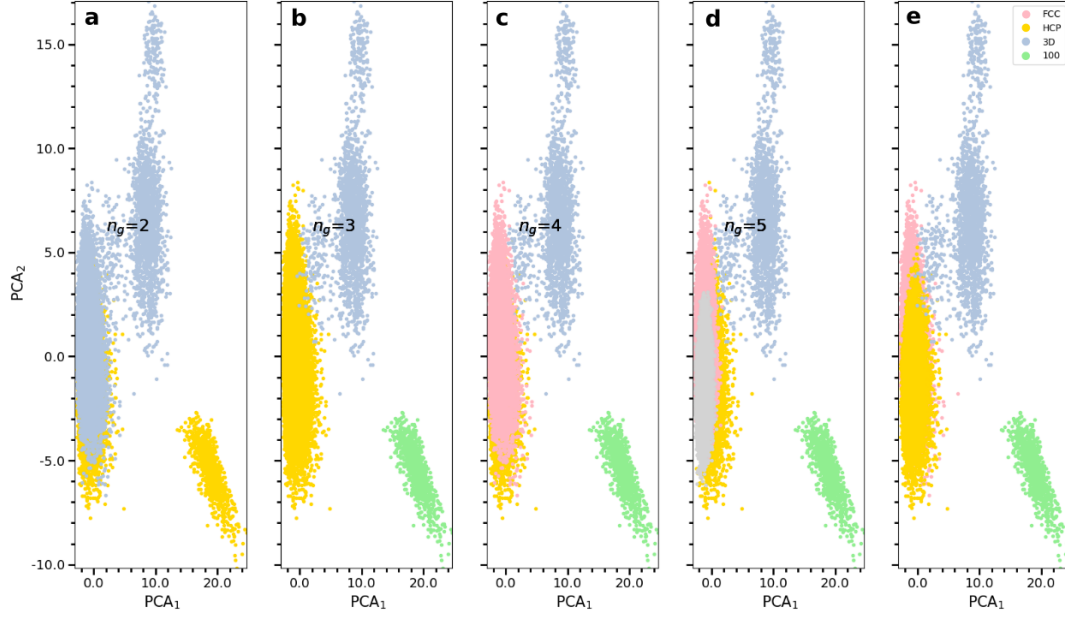 a
b
c
d
e
FCC
HCP
3D
100
n_g=2
n_g=3
n_g=4
n_g=5
PCA₂
15.0
10.0
5.0
0.0
-5.0
-10.0
0.0 10.0 20.0
0.0 10.0 20.0
0.0 10.0 20.0
0.0 10.0 20.0
0.0 10.0 20.0
PCA₁
PCA₁
PCA₁
PCA₁
PCA₁